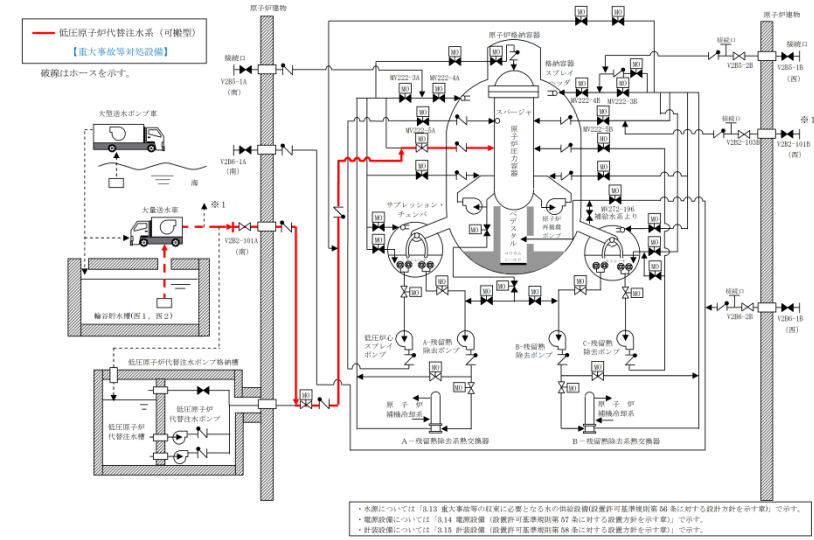 低圧原子炉代替注水系（可搬型）
【重大事故等対処設備】
破線はホースを示す。
原子炉建物
原子炉建物
接続口
V2B5-1A
(南)
V2B6-1A
(南)
大型送水ポンプ車
海
大量送水車
※1
V2B2-101A
(南)
輪谷貯水槽(西1, 西2)
低圧原子炉代替注水ポンプ格納槽
低圧原子炉
代替注水ポンプ
低圧原子炉
代替注水槽
原子炉格納容器
格納容器
スプレイ
ヘッダ
MV222-3A
MV222-4A
MV222-4B
MV222-3B
MV222-5A
MV222-5B
スパージャ
原子炉圧力容器
サプレッション・
チェンバ
ペデスタル
原子炉
再循環
ポンプ
MV272-196
補給水系より
低圧炉心
スプレイ
ポンプ
A-残留熱
除去ポンプ
B-残留熱
除去ポンプ
C-残留熱
除去ポンプ
原子炉
補機冷却系
原子炉
補機冷却系
A－残留熱除去系熱交換器
B－残留熱除去系熱交換器
接続口
V2B5-2B
接続口
V2B5-1B
(西)
※1
接続口
V2B2-103B
V2B2-101B
(西)
接続口
V2B6-2B
V2B6-1B
(西)
・水源については「3.13 重大事故等の収束に必要となる水の供給設備(設置許可基準規則第56条に対する設計方針を示す章)」で示す。
・電源設備については「3.14 電源設備（設置許可基準規則第57条に対する設置方針を示す章）」で示す。
・計装設備については「3.15 計装設備（設置許可基準規則第58条に対する設置方針を示す章）」で示す。